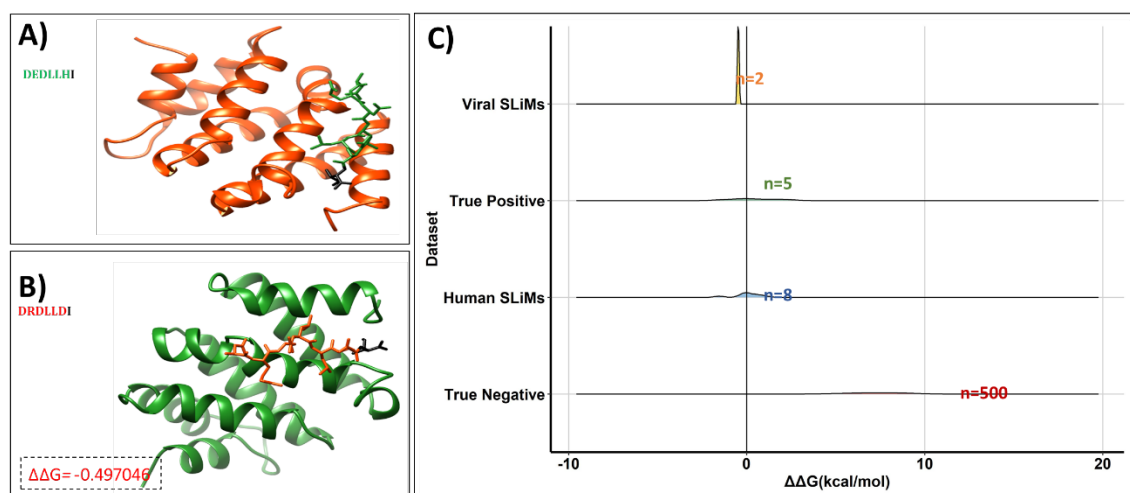 A)
DEDLLHI
B)
DRDLLDI
ΔΔG= -0.497046
C)
Dataset
Viral SLiMs
n=2
True Positive
n=5
Human SLiMs
n=8
True Negative
n=500
-10 0 10 20
ΔΔG(kcal/mol)